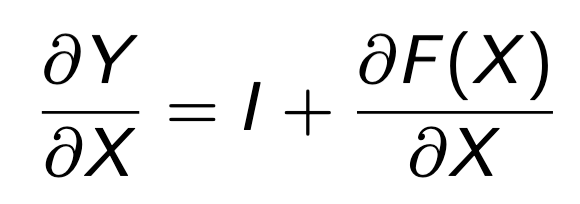 ∂Y/∂X = I + ∂F(X)/∂X